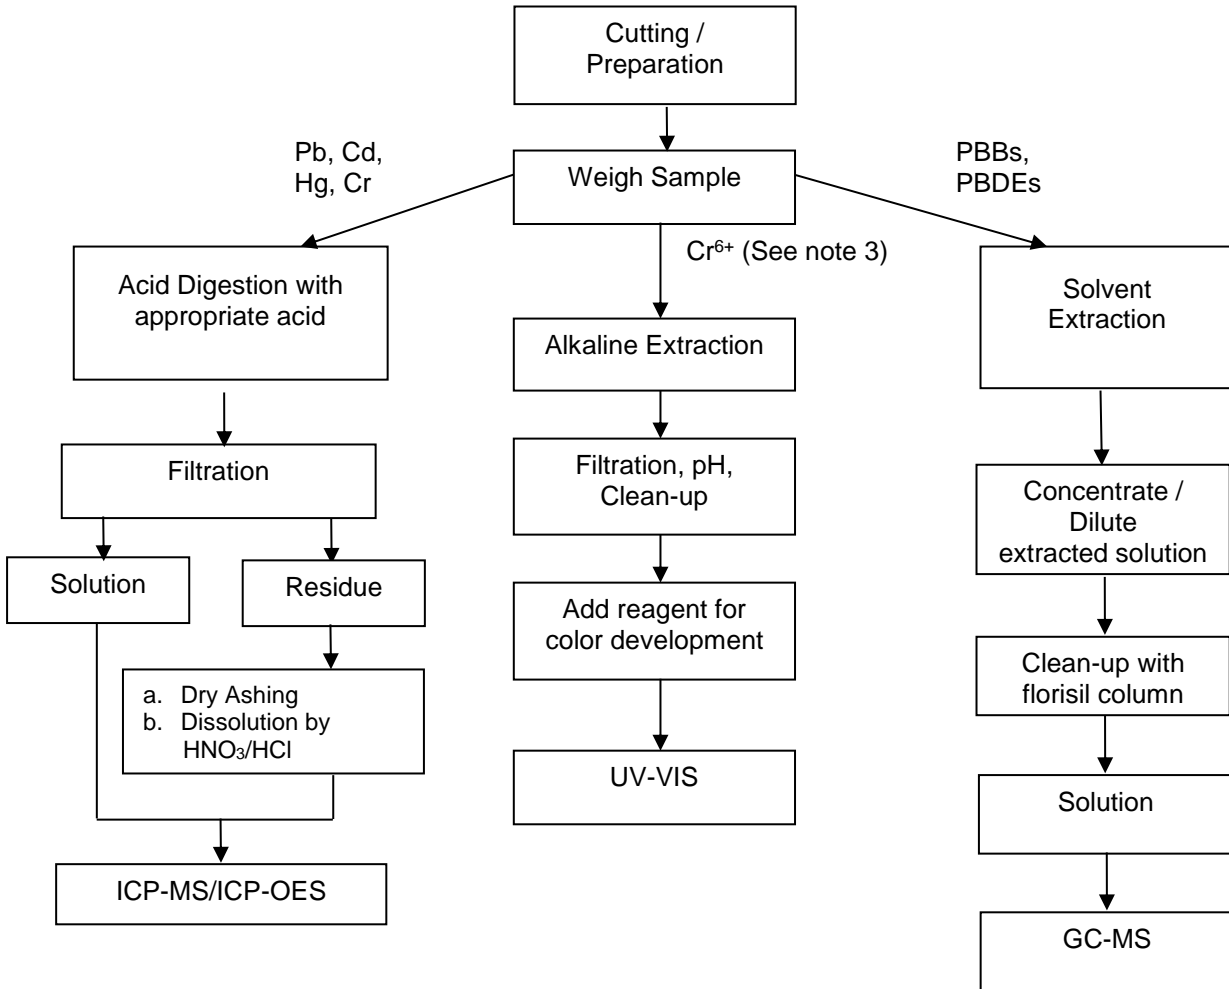 Cutting /
Preparation
Pb, Cd,
Hg, Cr
Weigh Sample
PBBs,
PBDEs
Cr⁶⁺ (See note 3)
Acid Digestion with
appropriate acid
Solvent
Extraction
Alkaline Extraction
Filtration
Filtration, pH,
Clean-up
Concentrate /
Dilute
extracted solution
Solution
Residue
Add reagent for
color development
a. Dry Ashing
b. Dissolution by
HNO₃/HCl
Clean-up with
florisil column
UV-VIS
Solution
ICP-MS/ICP-OES
GC-MS